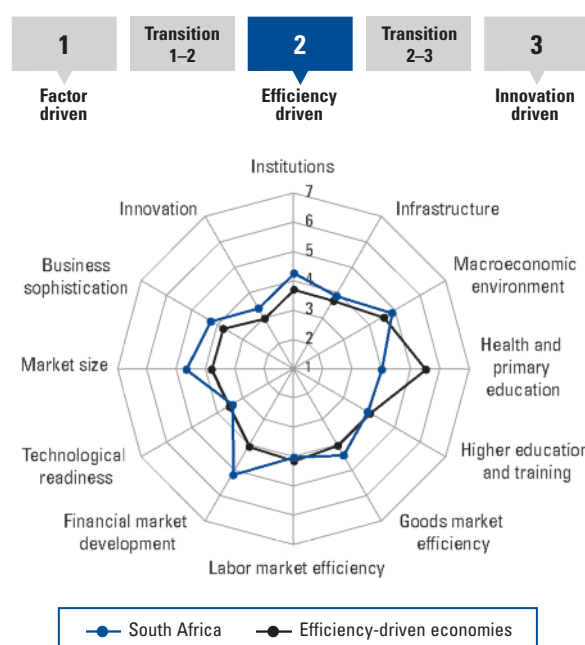 1
Transition
1–2
2
Transition
2–3
3
Factor
driven
Efficiency
driven
Innovation
driven
Institutions
7
Innovation
Infrastructure
6
Business
sophistication
5
Macroeconomic
environment
4
3
Market size
2
Health and
primary
education
1
Technological
readiness
Higher education
and training
Financial market
development
Goods market
efficiency
Labor market efficiency
South Africa
Efficiency-driven economies